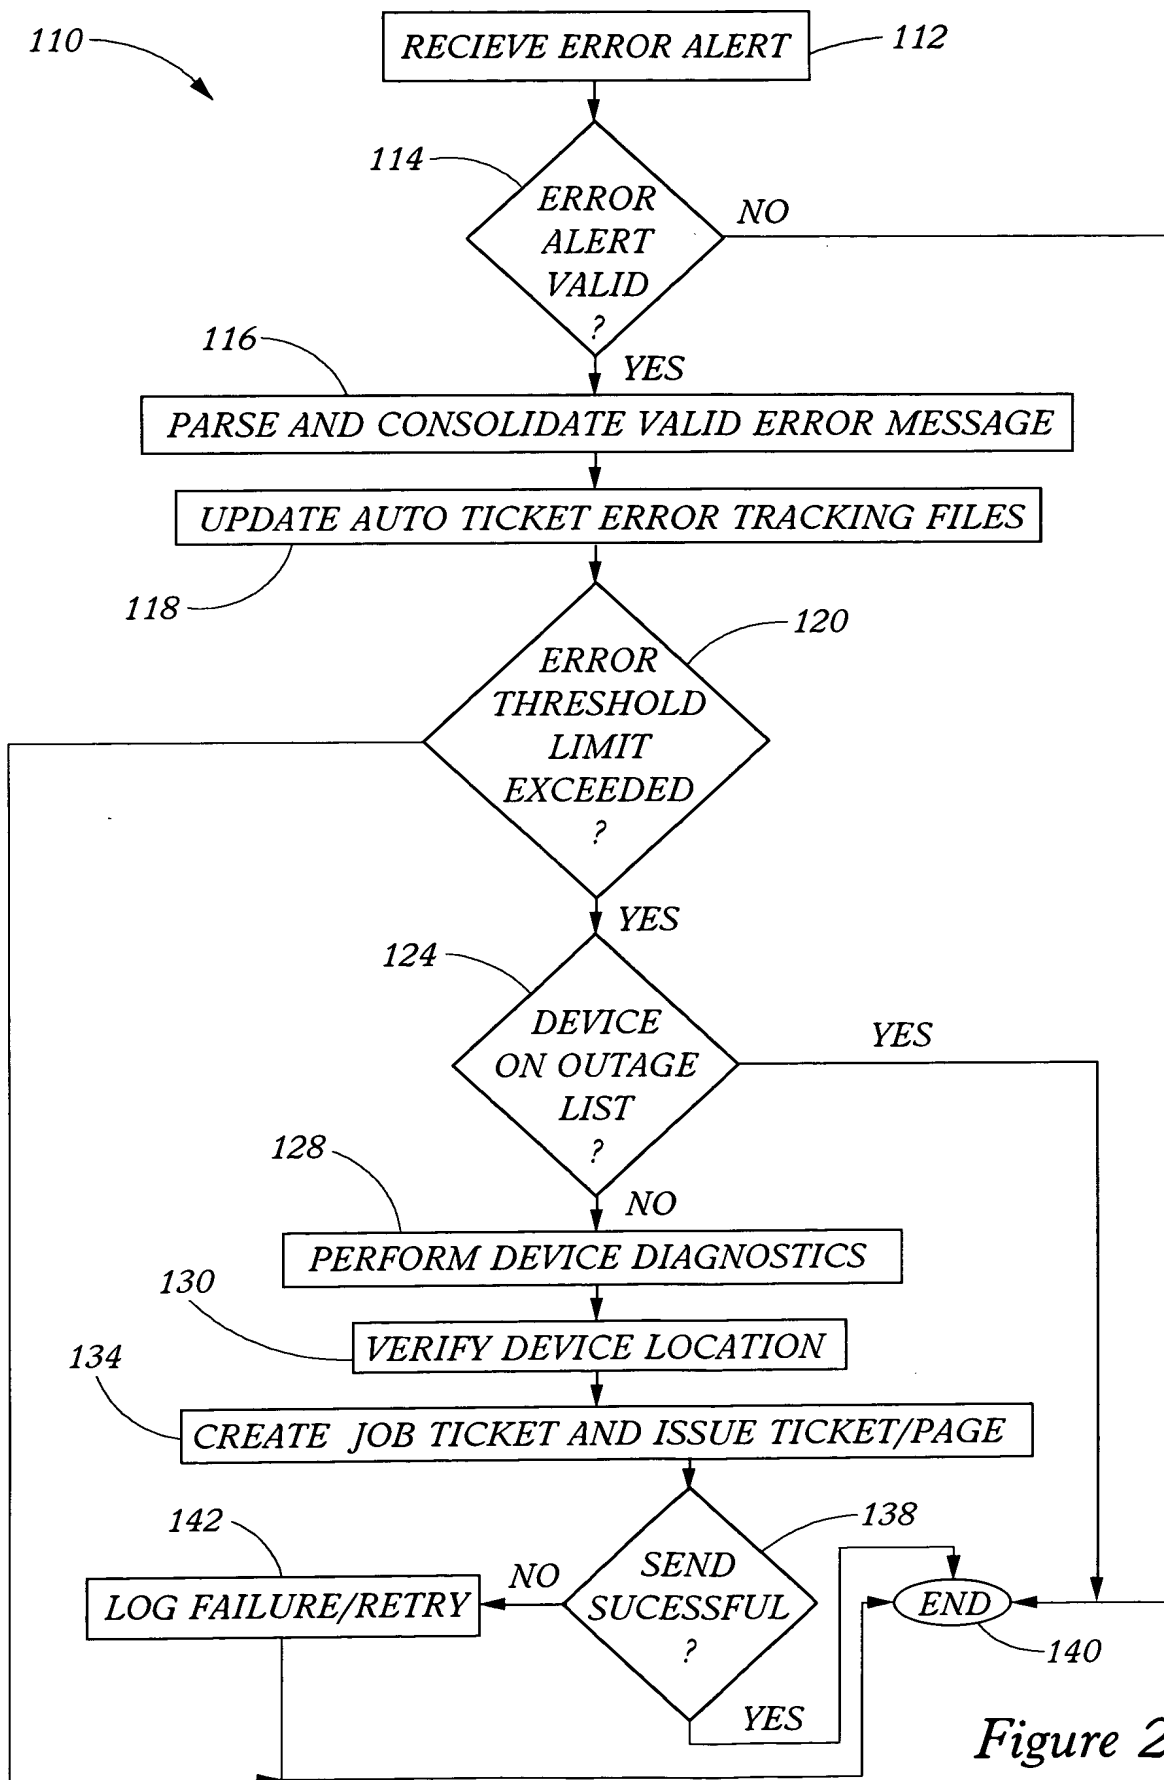 110
RECIEVE ERROR ALERT
112
114
ERROR
ALERT
VALID
?
NO
YES
116
PARSE AND CONSOLIDATE VALID ERROR MESSAGE
UPDATE AUTO TICKET ERROR TRACKING FILES
118
120
ERROR
THRESHOLD
LIMIT
EXCEEDED
?
YES
124
DEVICE
ON OUTAGE
LIST
?
YES
NO
128
PERFORM DEVICE DIAGNOSTICS
130
VERIFY DEVICE LOCATION
134
CREATE JOB TICKET AND ISSUE TICKET/PAGE
138
SEND
SUCESSFUL
?
NO
142
LOG FAILURE/RETRY
YES
END
140
Figure 2